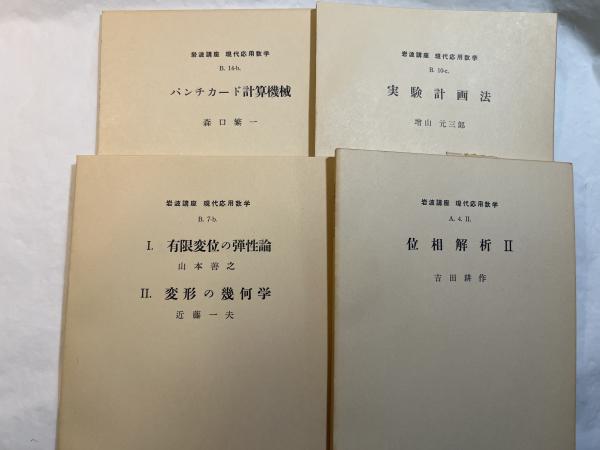 岩波講座 現代応用数学
B. 14-b.
パンチカード計算機械
森口繁一
岩波講座 現代応用数学
B. 10-c.
実験計画法
増山 元三郎
岩波講座 現代応用数学
B. 7-b.
I. 有限変位の弾性論
山本善之
II. 変形の幾何学
近藤一夫
岩波講座 現代応用数学
A. 4. II.
位相解析 II
吉田耕作